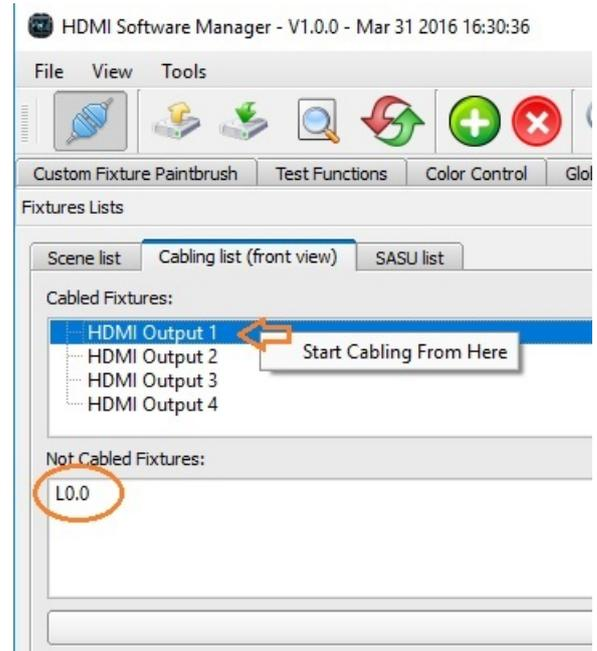 HDMI Software Manager - V1.0.0 - Mar 31 2016 16:30:36
File View Tools
Custom Fixture Paintbrush Test Functions Color Control
Fixtures Lists
Scene list Cabling list (front view) SASU list
Cabled Fixtures:
HDMI Output 1
Start Cabling From Here
HDMI Output 2
HDMI Output 3
HDMI Output 4
Not Cabled Fixtures:
L0.0